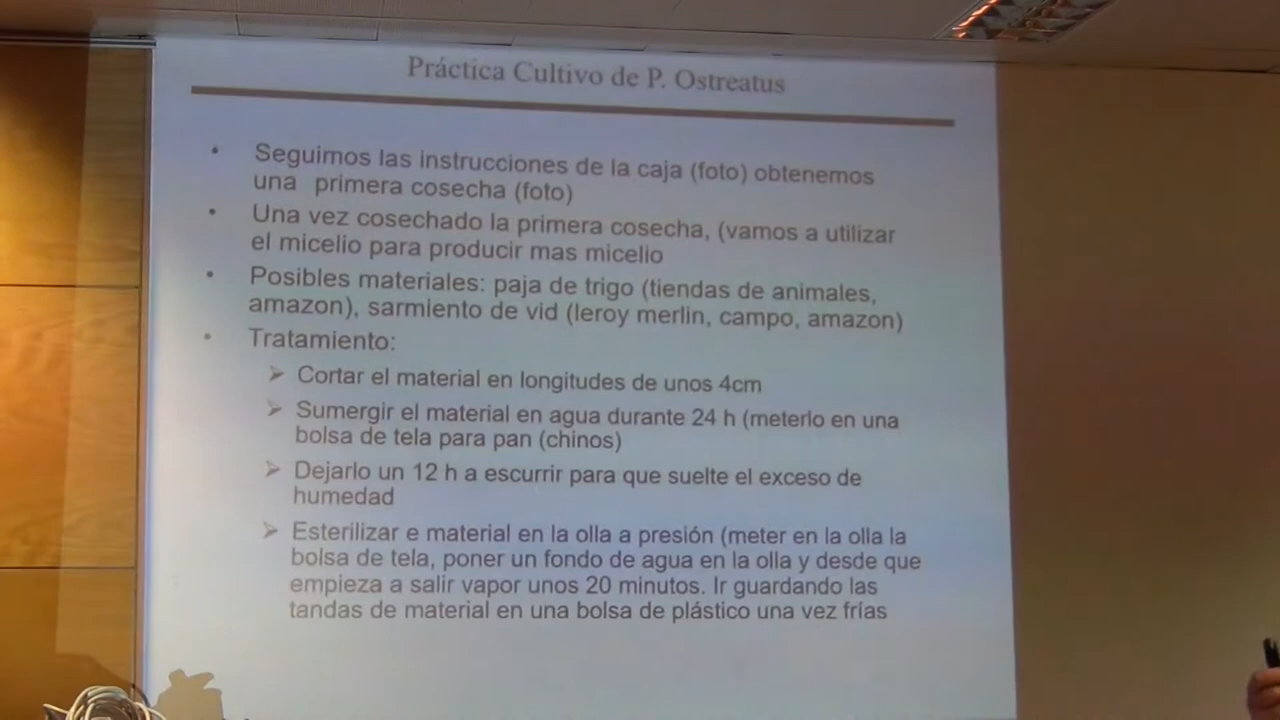 Práctica Cultivo de P. Ostreatus
• Seguimos las instrucciones de la caja (foto) obtenemos
una primera cosecha (foto)
• Una vez cosechado la primera cosecha, (vamos a utilizar
el micelio para producir mas micelio
• Posibles materiales: paja de trigo (tiendas de animales,
amazon), sarmiento de vid (leroy merlin, campo, amazon)
• Tratamiento:
➢ Cortar el material en longitudes de unos 4cm
➢ Sumergir el material en agua durante 24 h (meterlo en una
bolsa de tela para pan (chinos)
➢ Dejarlo un 12 h a escurrir para que suelte el exceso de
humedad
➢ Esterilizar e material en la olla a presión (meter en la olla la
bolsa de tela, poner un fondo de agua en la olla y desde que
empieza a salir vapor unos 20 minutos. Ir guardando las
tandas de material en una bolsa de plástico una vez frías